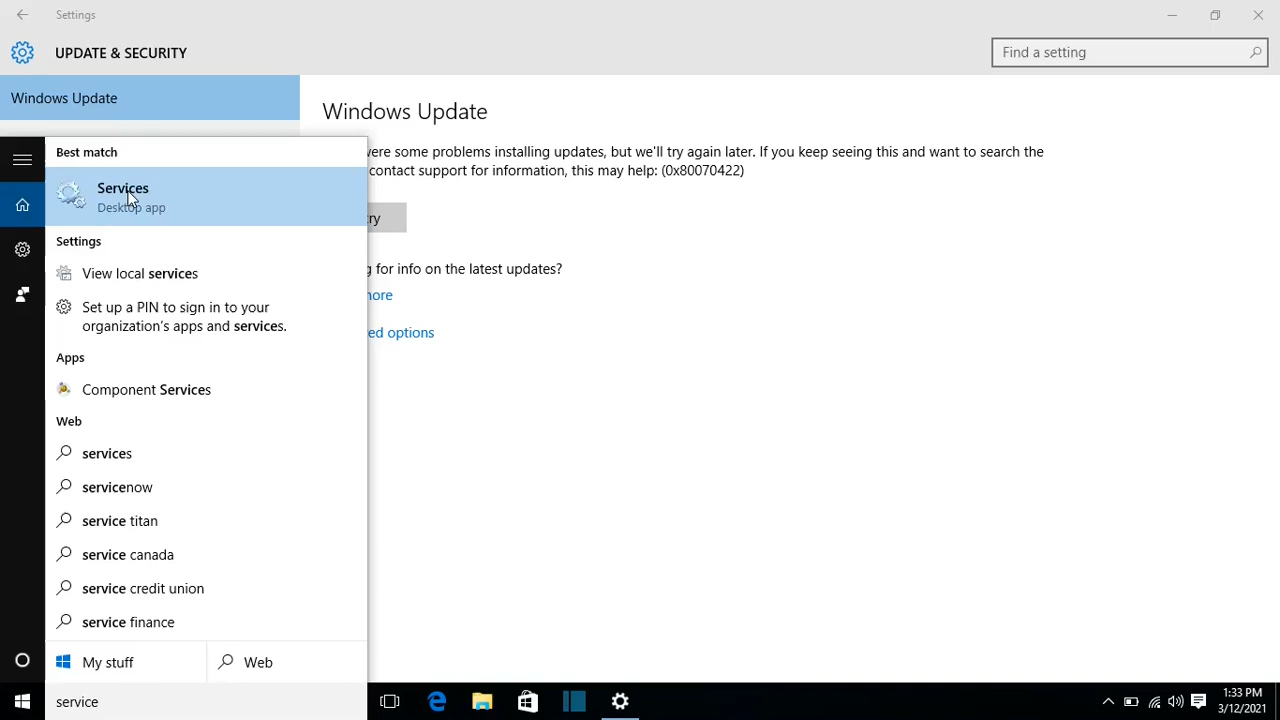 Settings
UPDATE & SECURITY
Find a setting
Windows Update
Windows Update
were some problems installing updates, but we'll try again later. If you keep seeing this and want to search the
contact support for information, this may help: (0x80070422)
try
for info on the latest updates?
more
options
Best match
Services
Desktop app
Settings
View local services
Set up a PIN to sign in to your
organization's apps and services.
Apps
Component Services
Web
services
servicenow
service titan
service canada
service credit union
service finance
My stuff
Web
service
1:33 PM
3/12/2021